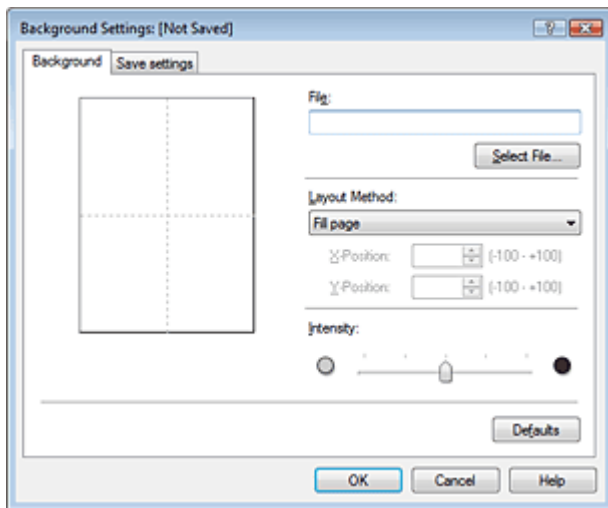 Background Settings: [Not Saved]
Background Save settings
File:
Select File...
Layout Method:
Fill page
X-Position: (-100 - +100)
Y-Position: (-100 - +100)
Intensity:
Defaults
OK Cancel Help